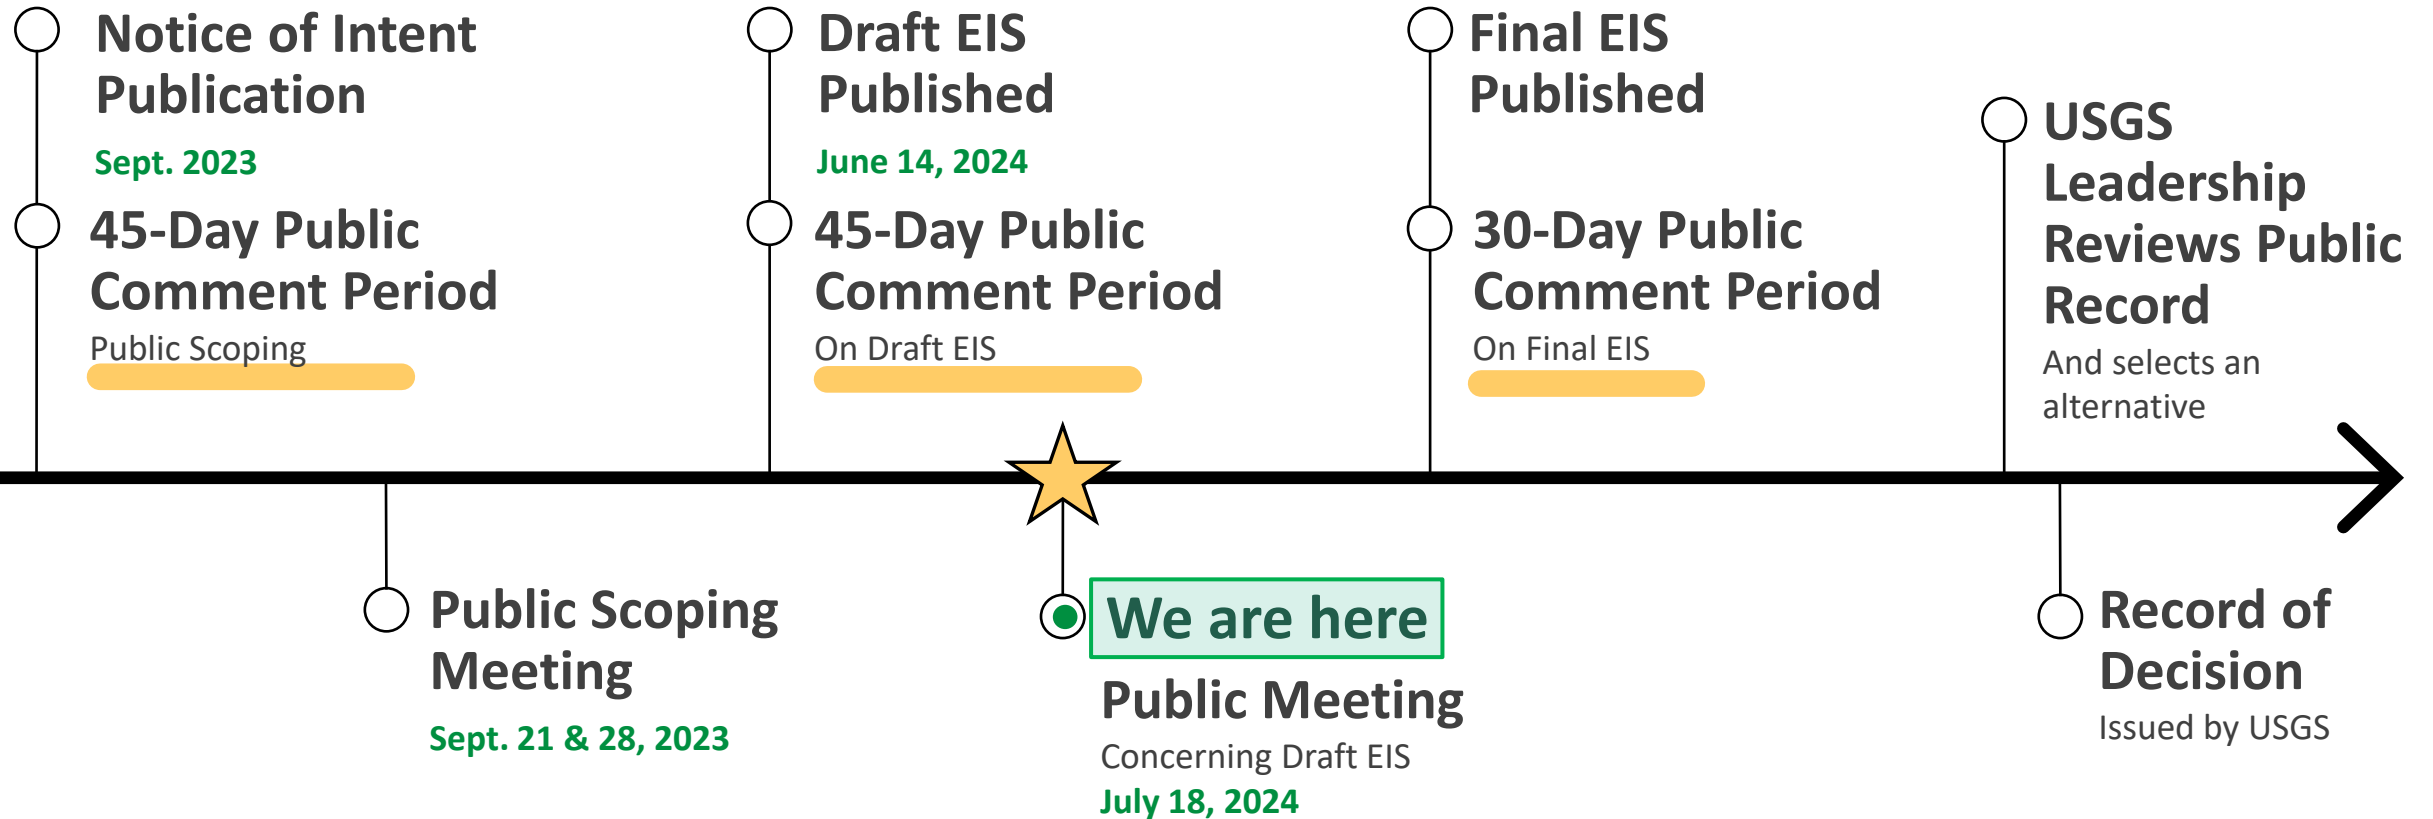 Notice of Intent
Publication
Sept. 2023
45-Day Public
Comment Period
Public Scoping
Draft EIS
Published
June 14, 2024
45-Day Public
Comment Period
On Draft EIS
Final EIS
Published
30-Day Public
Comment Period
On Final EIS
USGS
Leadership
Reviews Public
Record
And selects an
alternative
Public Scoping
Meeting
Sept. 21 & 28, 2023
We are here
Public Meeting
Concerning Draft EIS
July 18, 2024
Record of
Decision
Issued by USGS